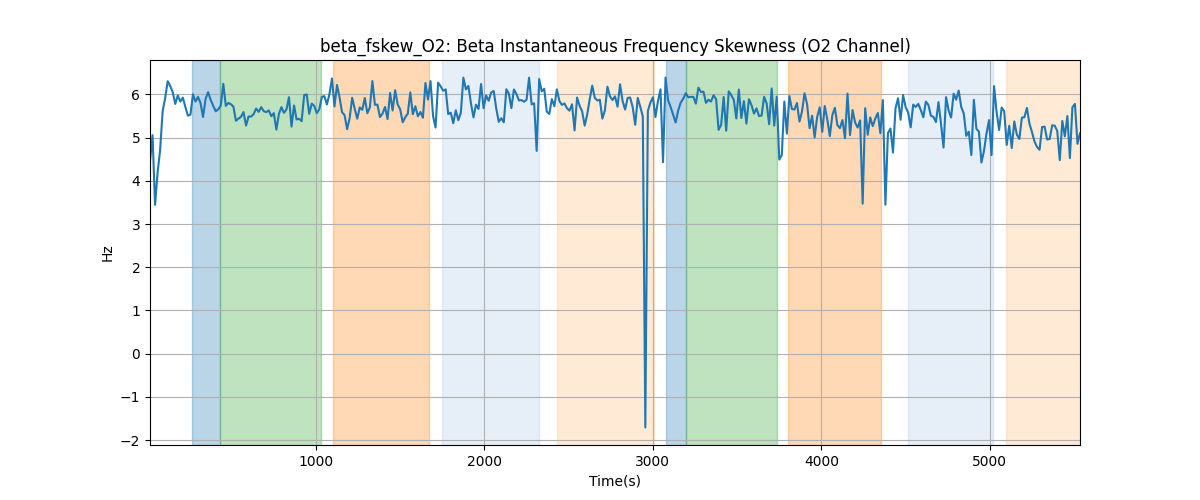 beta_fskew_O2: Beta Instantaneous Frequency Skewness (O2 Channel)
Hz
6
5
4
3
2
1
0
−1
−2
1000 2000 3000 4000 5000
Time(s)